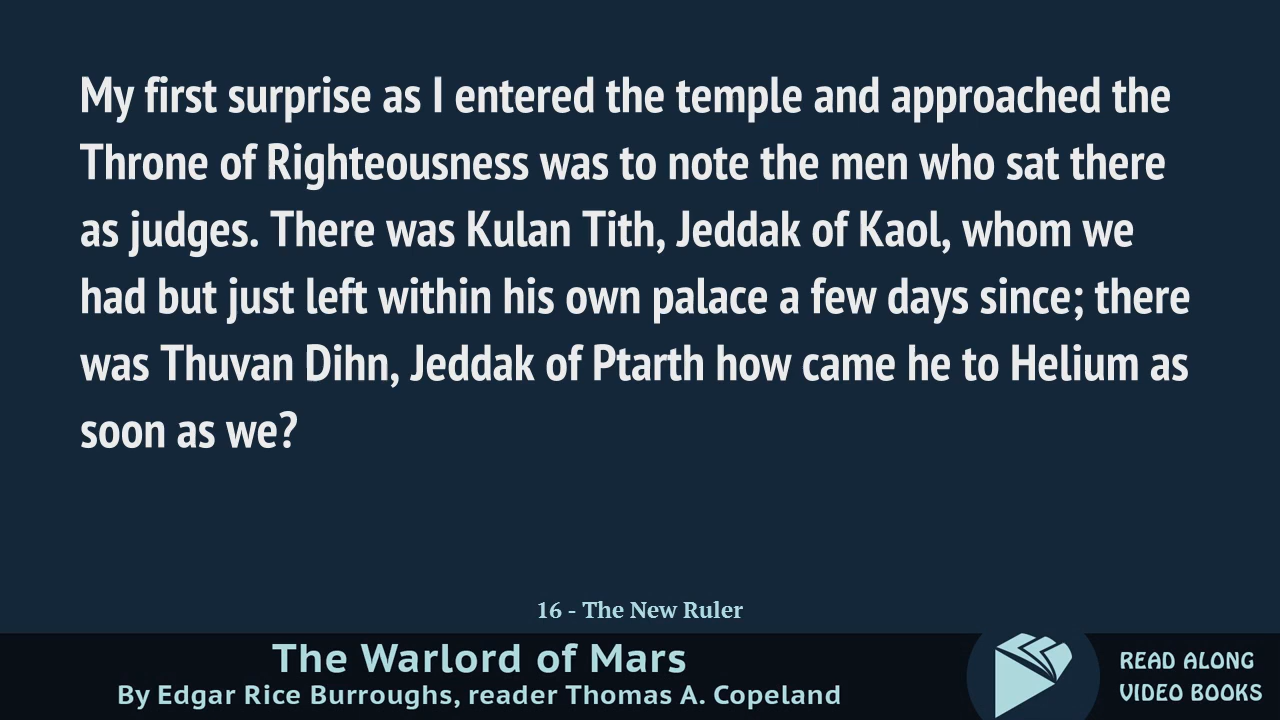 My first surprise as I entered the temple and approached the
Throne of Righteousness was to note the men who sat there
as judges. There was Kulan Tith, Jeddak of Kaol, whom we
had but just left within his own palace a few days since; there
was Thuvan Dihn, Jeddak of Ptarth how came he to Helium as
soon as we?
16 - The New Ruler
The Warlord of Mars
By Edgar Rice Burroughs, reader Thomas A. Copeland
READ ALONG
VIDEO BOOKS